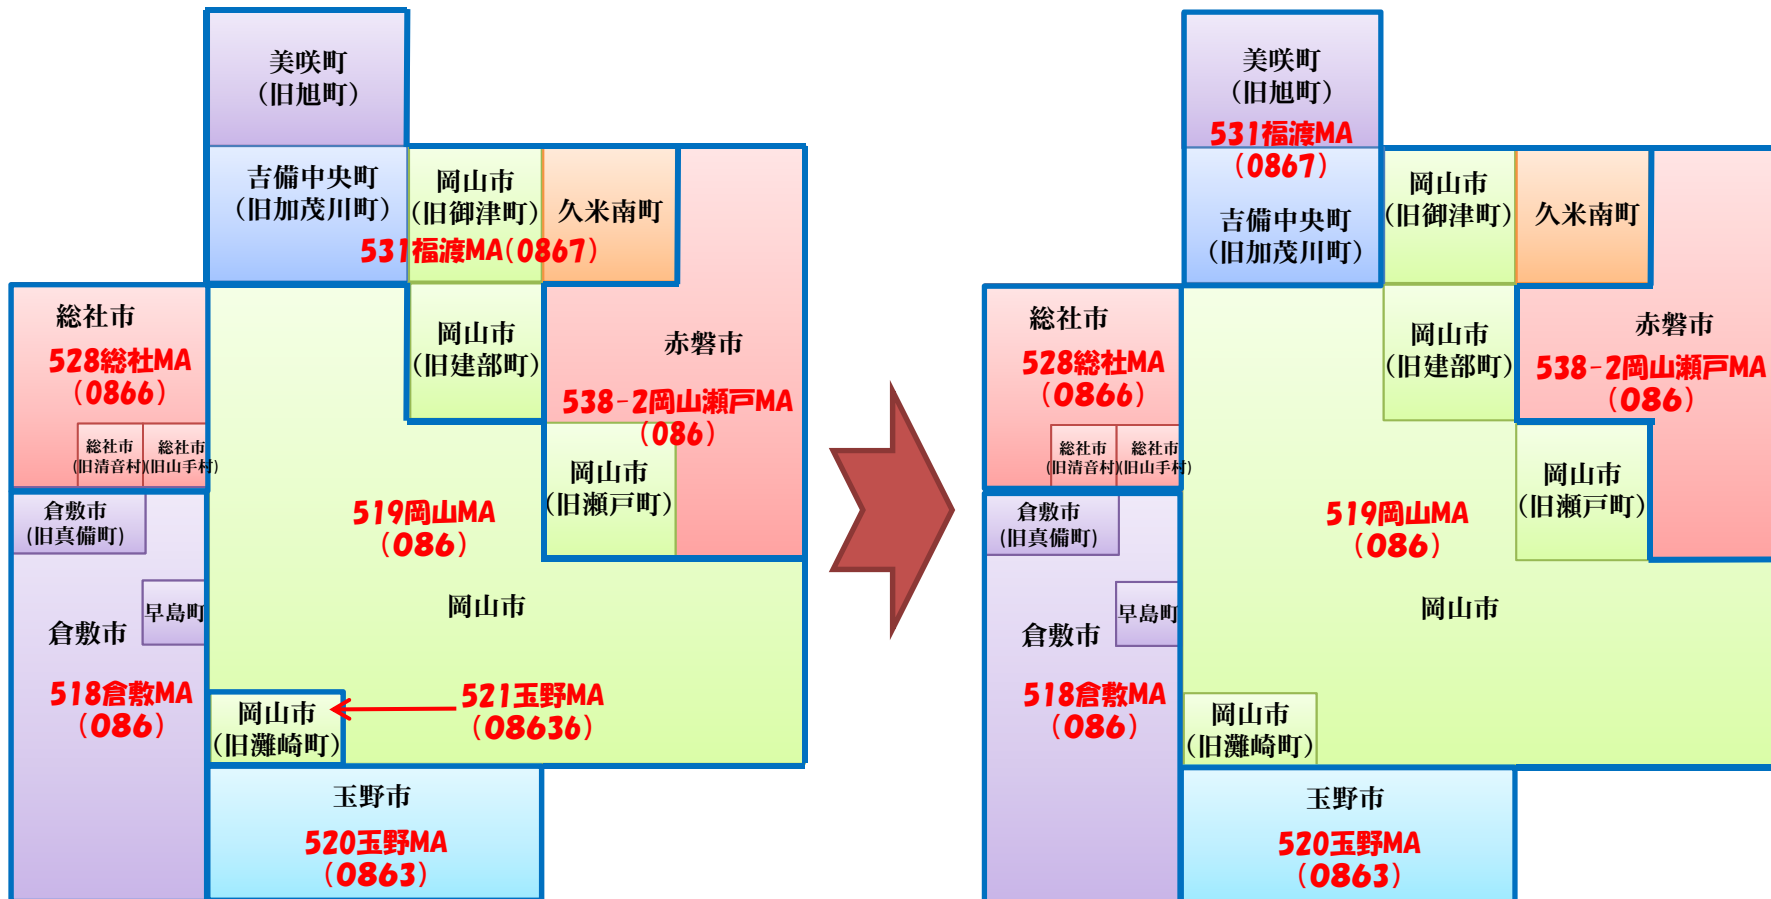 美咲町
(旧旭町)
吉備中央町
(旧加茂川町)
岡山市
(旧御津町)
久米南町
531福渡MA(0867)
総社市
528総社MA
(0866)
総社市
(旧清音村)
総社市
(旧山手村)
岡山市
(旧建部町)
赤磐市
538-2岡山瀬戸MA
(086)
岡山市
(旧瀬戸町)
倉敷市
(旧真備町)
519岡山MA
(086)
早島町
倉敷市
岡山市
518倉敷MA
(086)
岡山市
(旧灘崎町)
521玉野MA
(08636)
玉野市
520玉野MA
(0863)
美咲町
(旧旭町)
531福渡MA
(0867)
吉備中央町
(旧加茂川町)
岡山市
(旧御津町)
久米南町
総社市
528総社MA
(0866)
総社市
(旧清音村)
総社市
(旧山手村)
岡山市
(旧建部町)
赤磐市
538-2岡山瀬戸MA
(086)
岡山市
(旧瀬戸町)
倉敷市
(旧真備町)
519岡山MA
(086)
早島町
倉敷市
岡山市
518倉敷MA
(086)
岡山市
(旧灘崎町)
玉野市
520玉野MA
(0863)